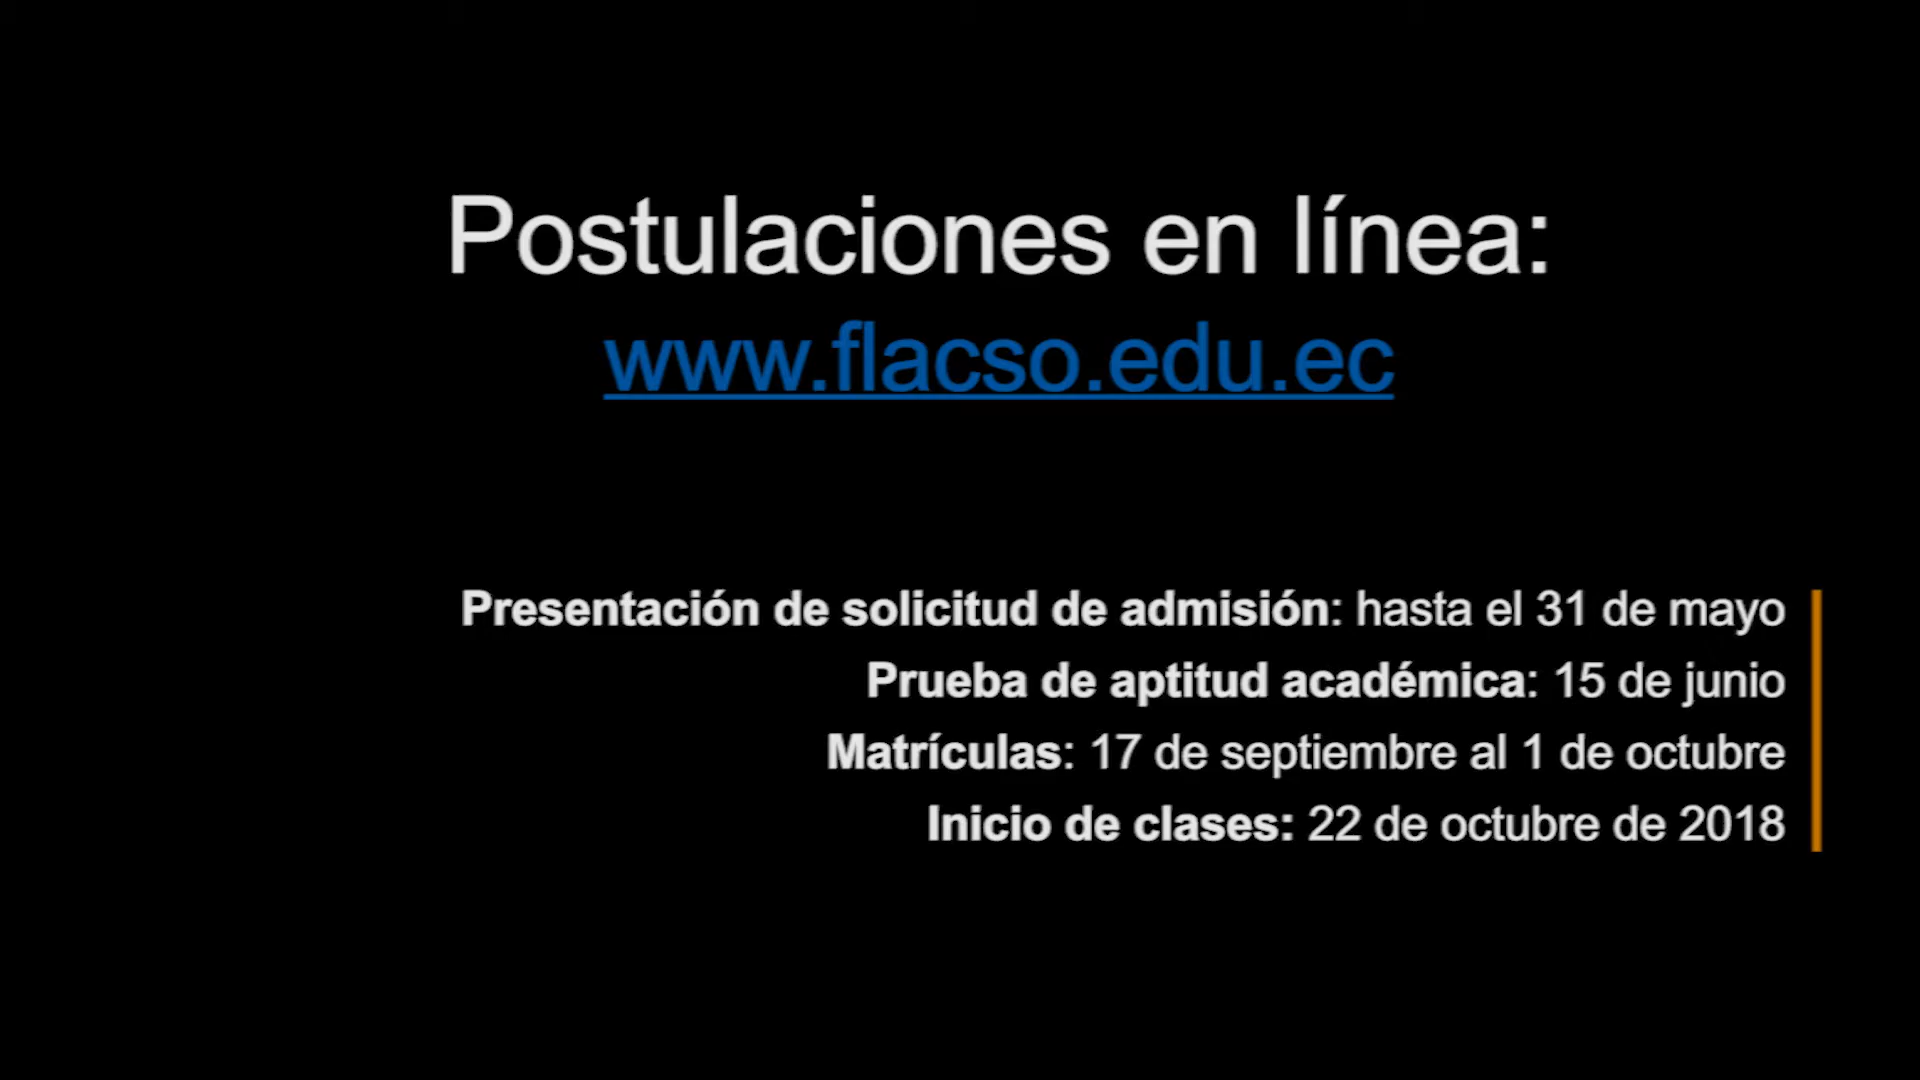 Postulaciones en línea:
www.flacso.edu.ec
Presentación de solicitud de admisión: hasta el 31 de mayo
Prueba de aptitud académica: 15 de junio
Matrículas: 17 de septiembre al 1 de octubre
Inicio de clases: 22 de octubre de 2018